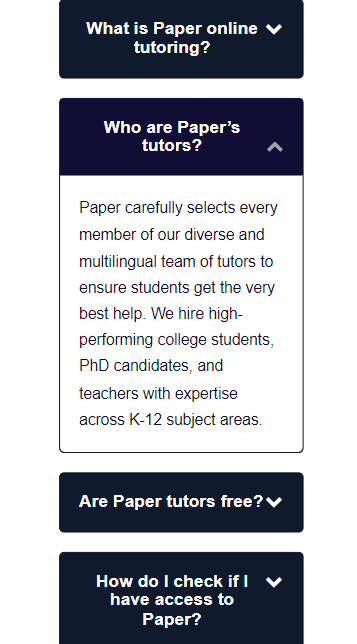 What is Paper online
tutoring?
Who are Paper’s
tutors?
Paper carefully selects every
member of our diverse and
multilingual team of tutors to
ensure students get the very
best help. We hire high-
performing college students,
PhD candidates, and
teachers with expertise
across K-12 subject areas.
Are Paper tutors free?
How do I check if I
have access to
Paper?